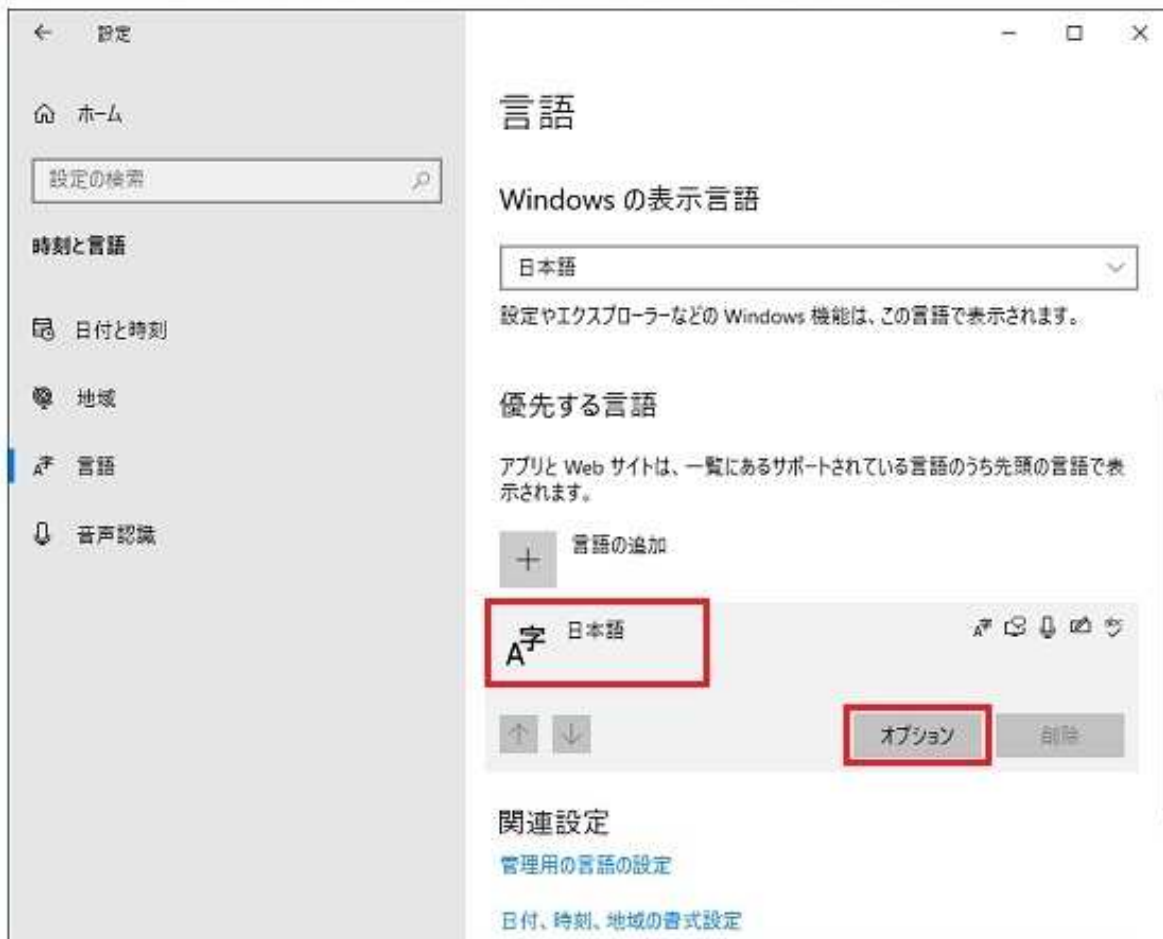 設定
ホーム
設定の検索
時刻と言語
日付と時刻
地域
言語
音声認識
言語
Windows の表示言語
日本語
設定やエクスプローラーなどの Windows 機能は、この言語で表示されます。
優先する言語
アプリと Web サイトは、一覧にあるサポートされている言語のうち先頭の言語で表
示されます。
言語の追加
A字 日本語
オプション 削除
関連設定
管理用の言語の設定
日付、時刻、地域の書式設定